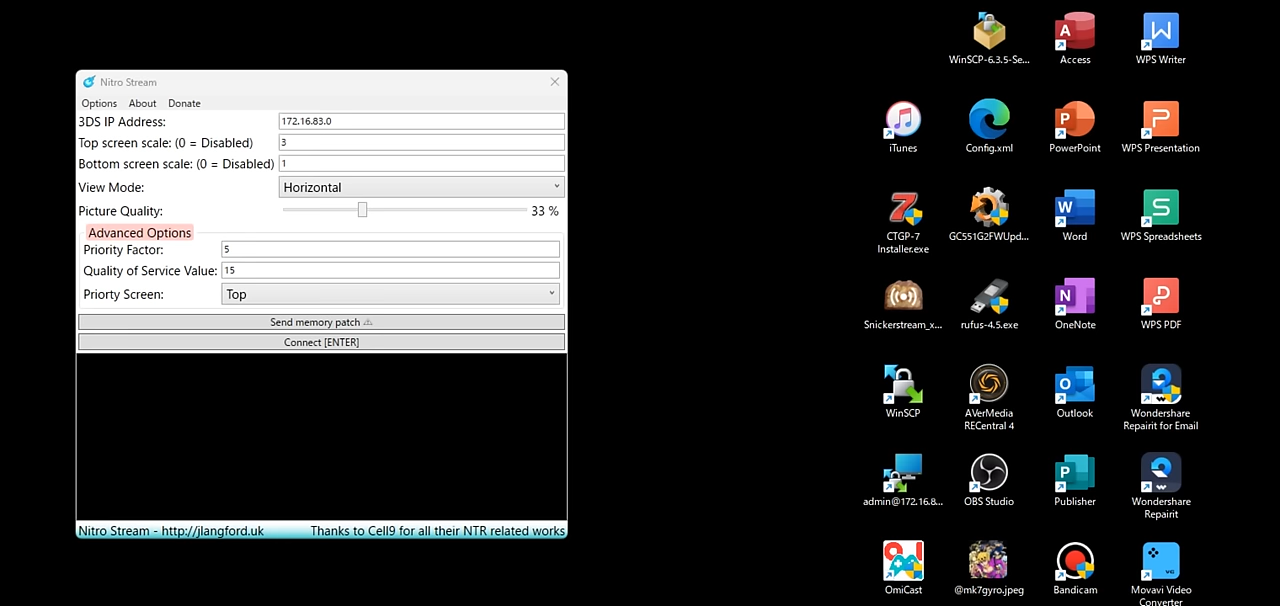 Nitro Stream
Options About Donate
3DS IP Address: 172.16.83.0
Top screen scale: (0 = Disabled) 3
Bottom screen scale: (0 = Disabled) 1
View Mode: Horizontal
Picture Quality: 33 %
Advanced Options
Priority Factor: 5
Quality of Service Value: 15
Priorty Screen: Top
Send memory patch ⚠
Connect [ENTER]
Nitro Stream - http://jlangford.uk Thanks to Cell9 for all their NTR related works
WinSCP-6.3.5-Se...
Access
WPS Writer
iTunes
Config.xml
PowerPoint
WPS Presentation
CTGP-7
Installer.exe
GC551G2FWUpd...
Word
WPS Spreadsheets
Snickerstream_x...
rufus-4.5.exe
OneNote
WPS PDF
WinSCP
AVerMedia
RECentral 4
Outlook
Wondershare
Repairit for Email
admin@172.16.8...
OBS Studio
Publisher
Wondershare
Repairit
OmiCast
@mk7gyro.jpeg
Bandicam
Movavi Video
Converter